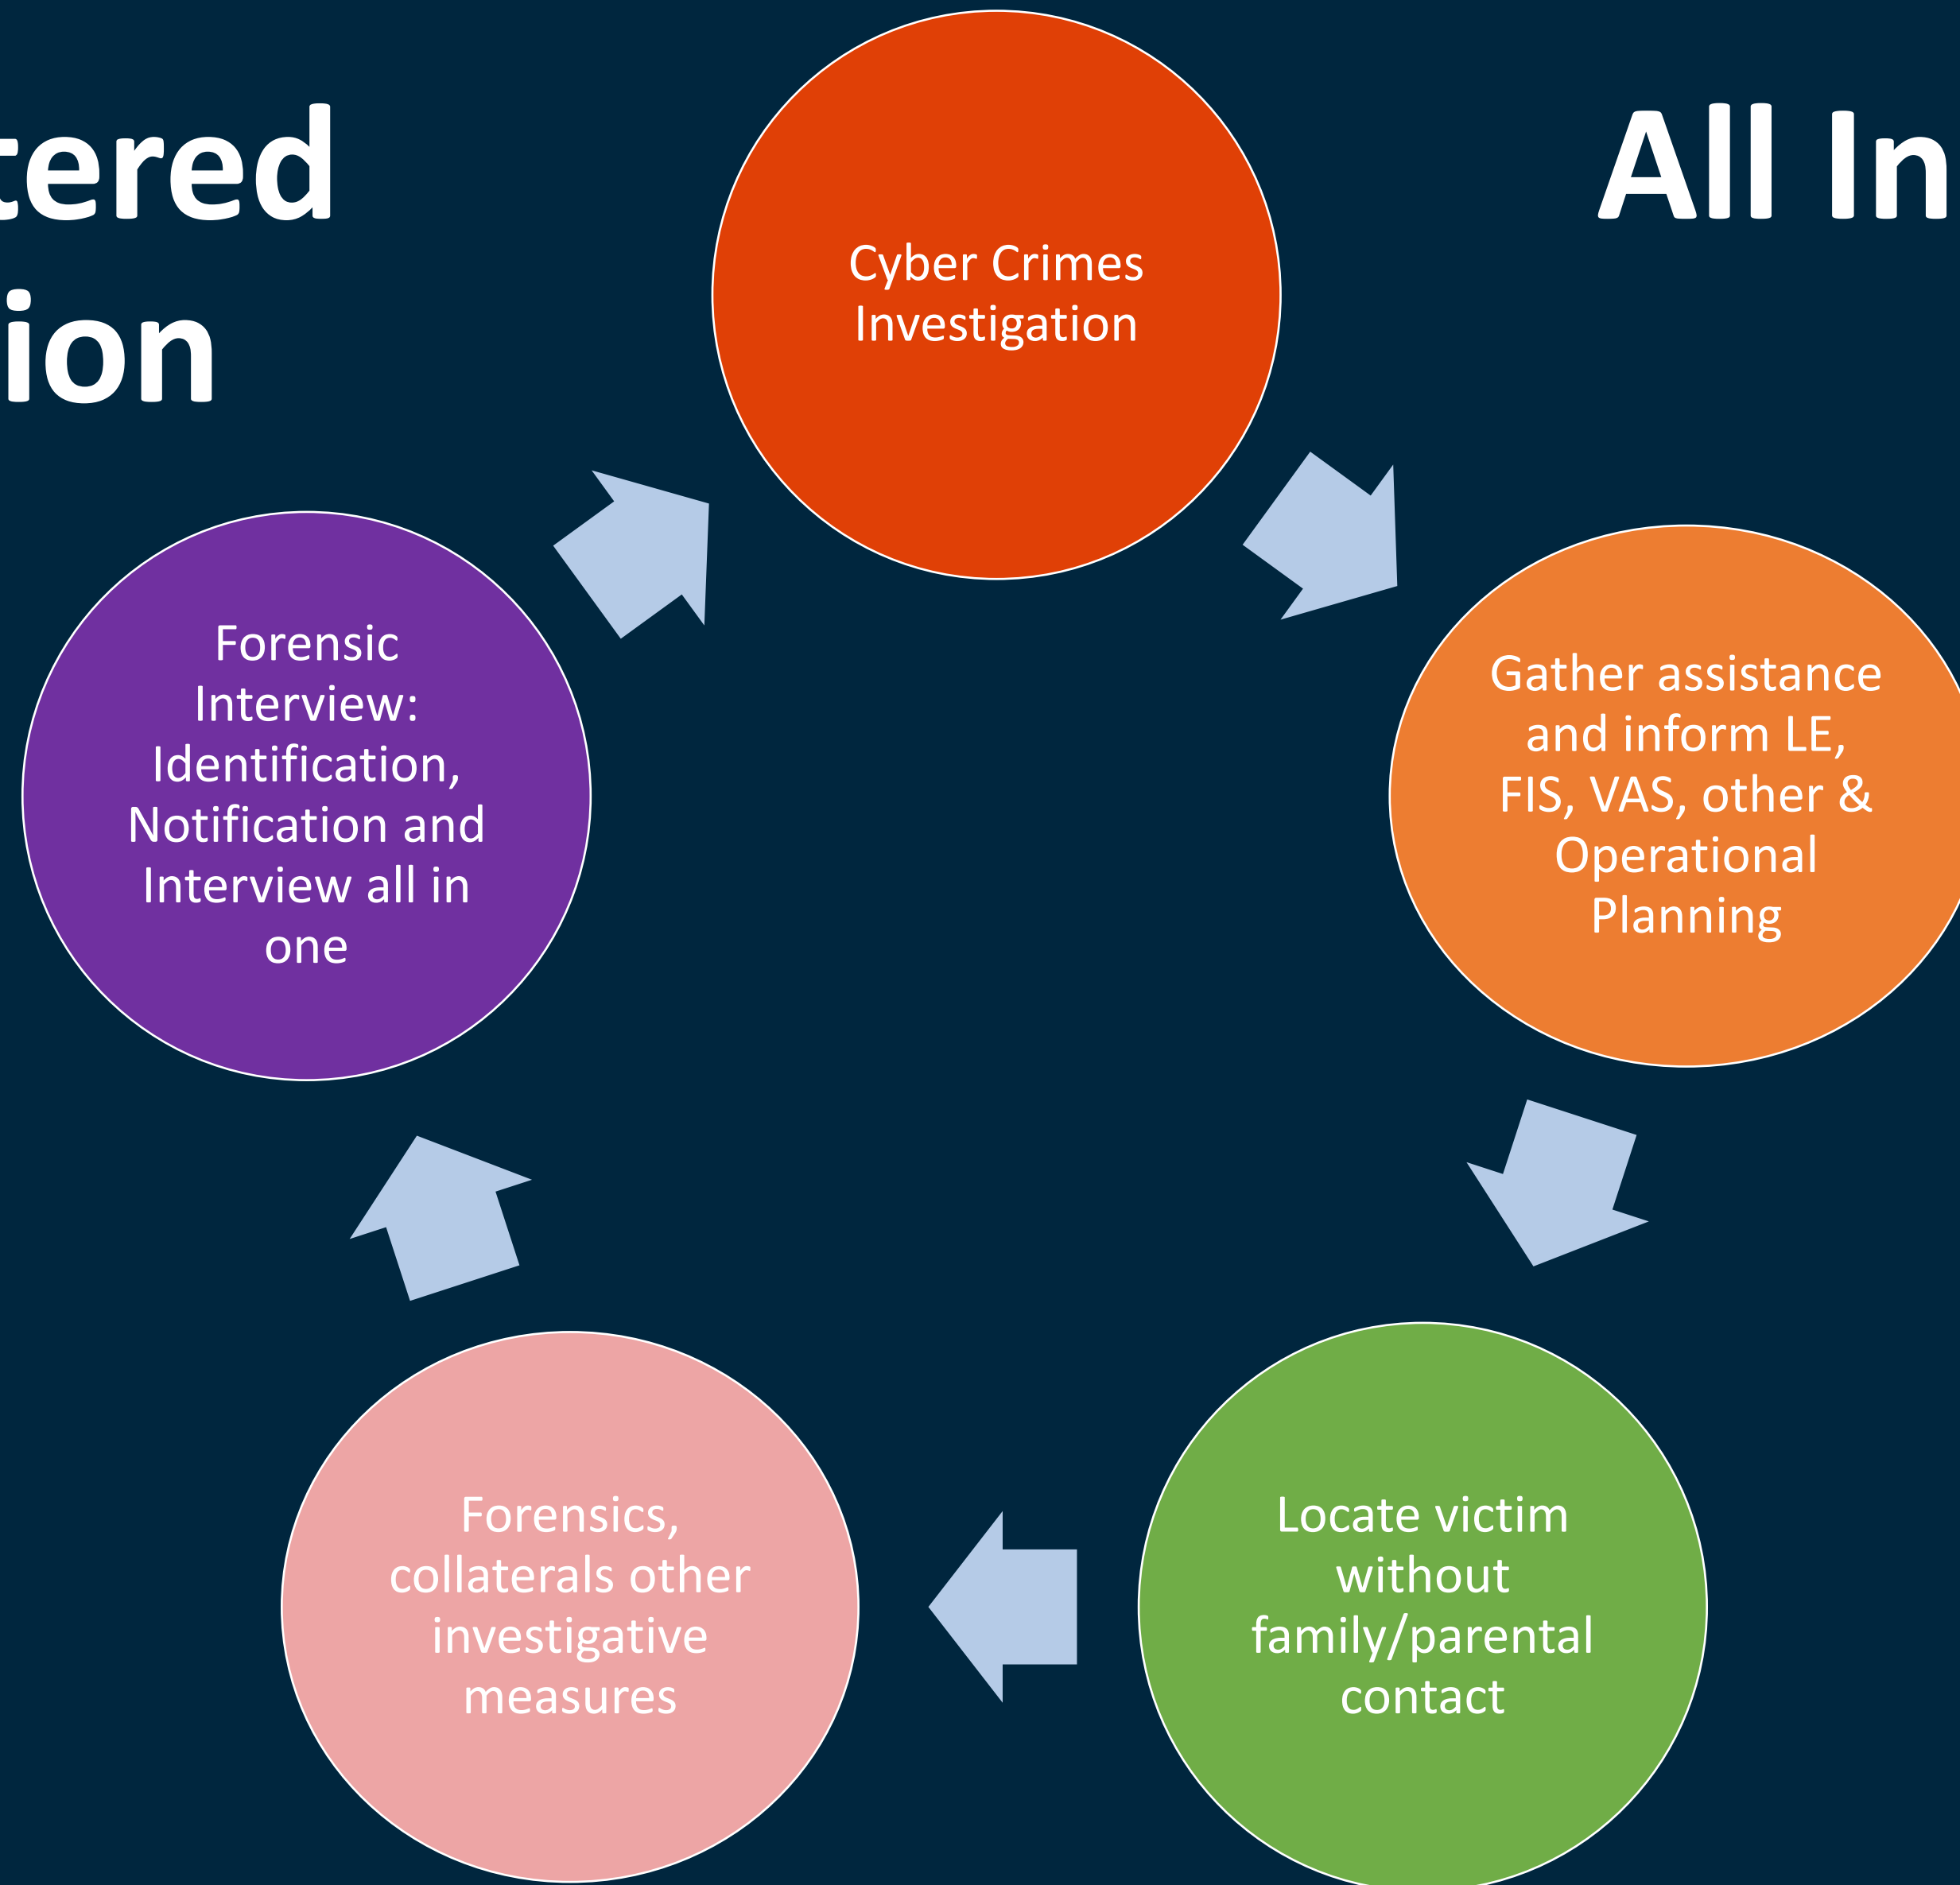 tered
ion
All In
Cyber Crimes
Investigation
Gather assistance
and inform LE,
FIS, VAS, other &
Operational
Planning
Locate victim
without
family/parental
contact
Forensics,
collaterals other
investigative
measures
Forensic
Interview:
Identification,
Notification and
Interview all in
one